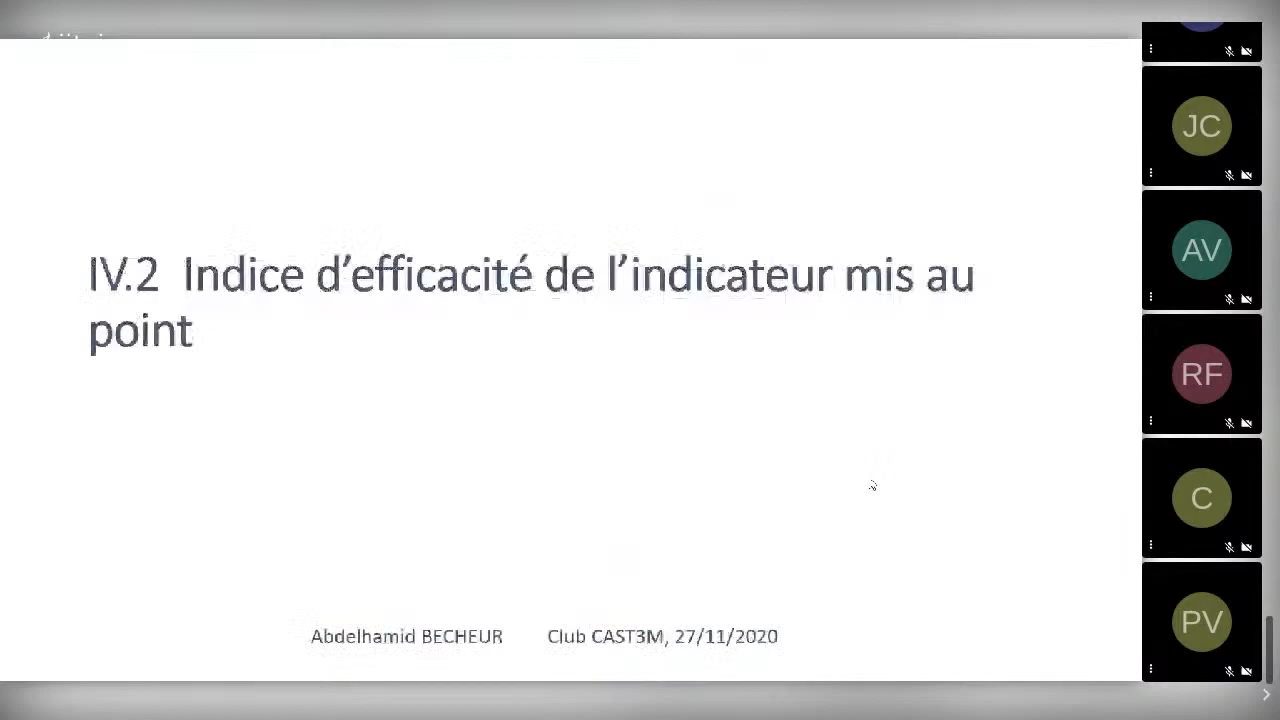 IV.2 Indice d’efficacité de l’indicateur mis au
point
Abdelhamid BECHEUR Club CAST3M, 27/11/2020
JC
AV
RF
C
PV